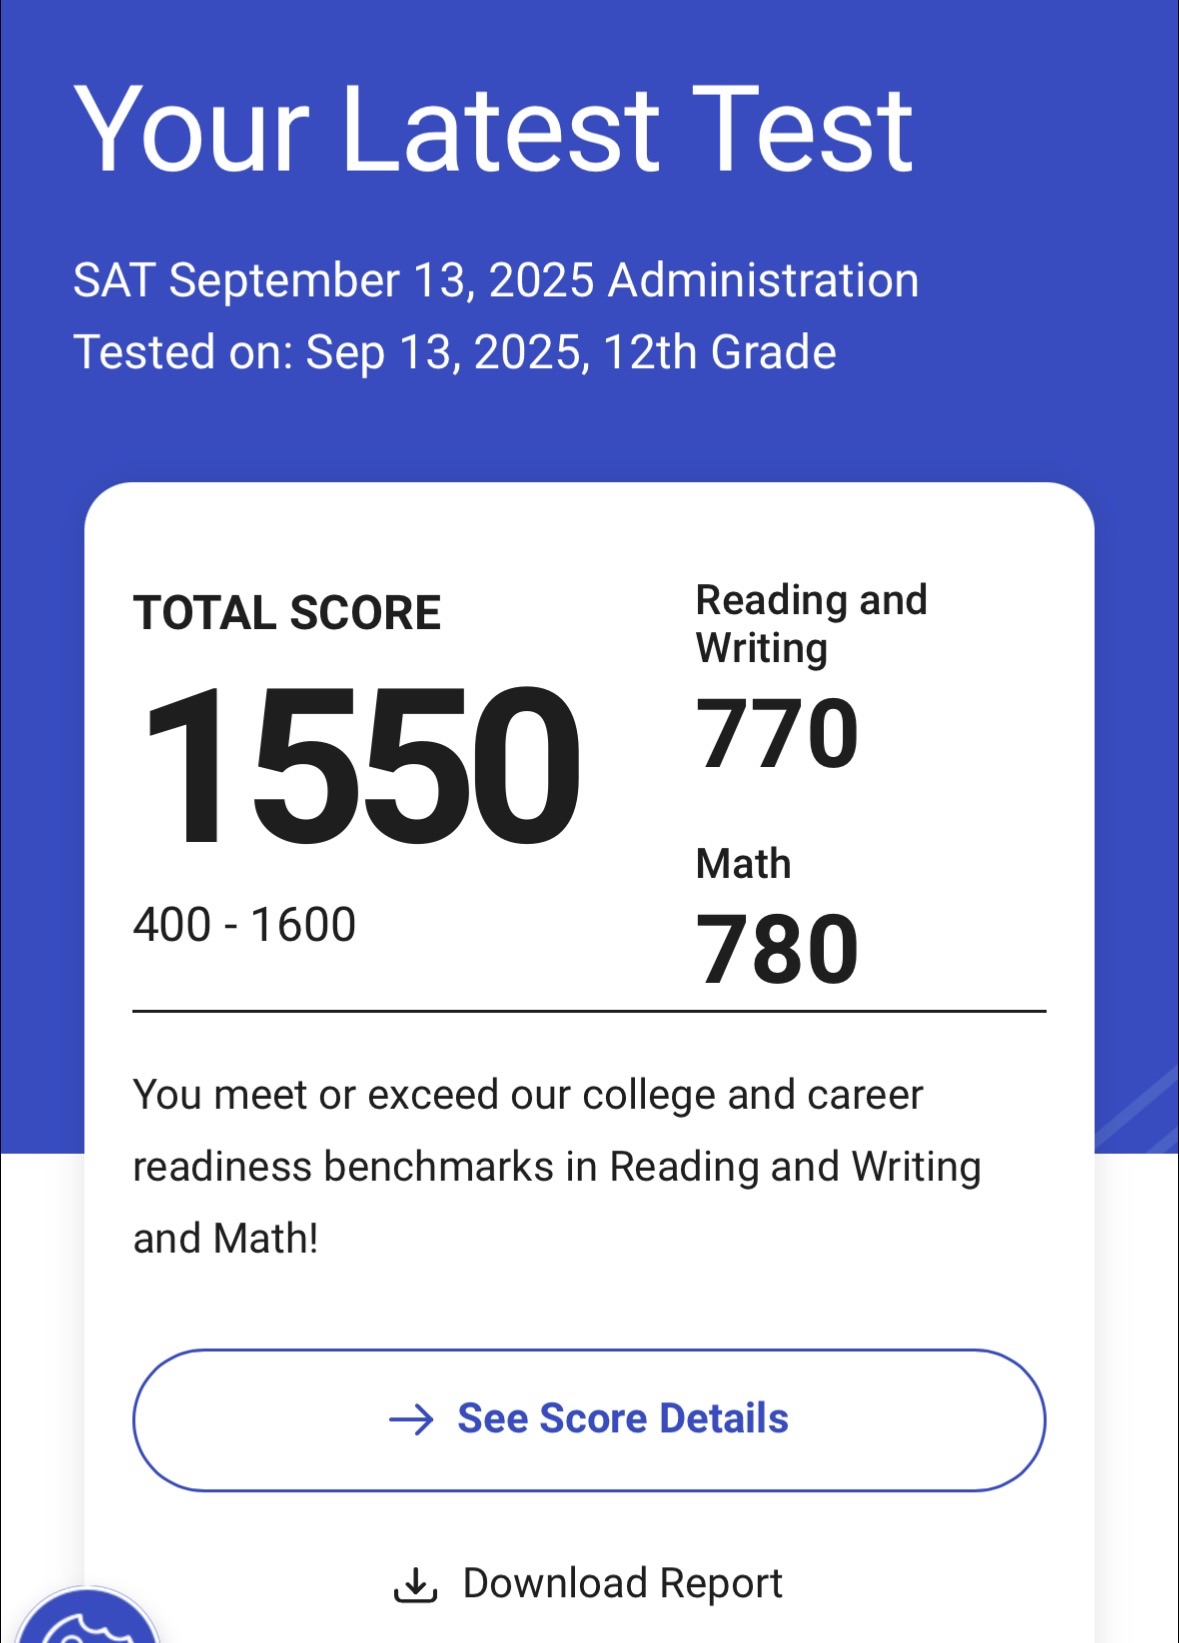 Your Latest Test
SAT September 13, 2025 Administration
Tested on: Sep 13, 2025, 12th Grade
TOTAL SCORE
1550
400 - 1600
Reading and
Writing
770
Math
780
You meet or exceed our college and career
readiness benchmarks in Reading and Writing
and Math!
See Score Details
Download Report